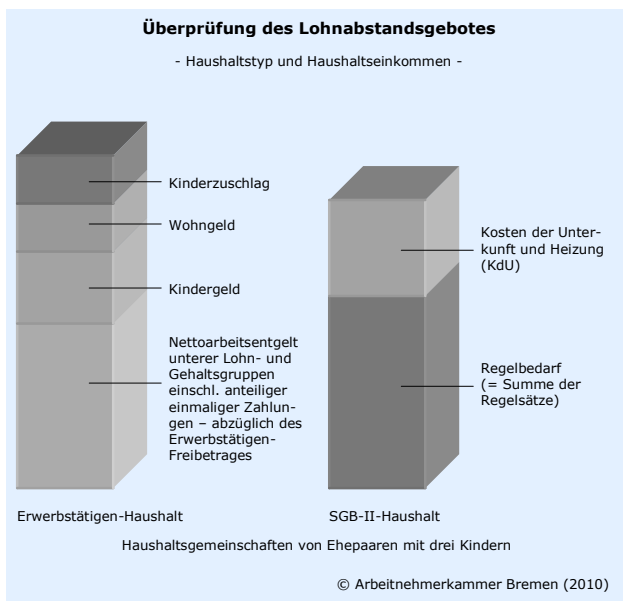 Überprüfung des Lohnabstandsgebotes
- Haushaltstyp und Haushaltseinkommen -
Kinderzuschlag
Wohngeld
Kindergeld
Nettoarbeitsentgelt
unterer Lohn- und
Gehaltsgruppen
einschl. anteiliger
einmaliger Zahlun-
gen – abzüglich des
Erwerbstätigen-
Freibetrages
Kosten der Unter-
kunft und Heizung
(KdU)
Regelbedarf
(= Summe der
Regelsätze)
Erwerbstätigen-Haushalt
SGB-II-Haushalt
Haushaltsgemeinschaften von Ehepaaren mit drei Kindern
© Arbeitnehmerkammer Bremen (2010)